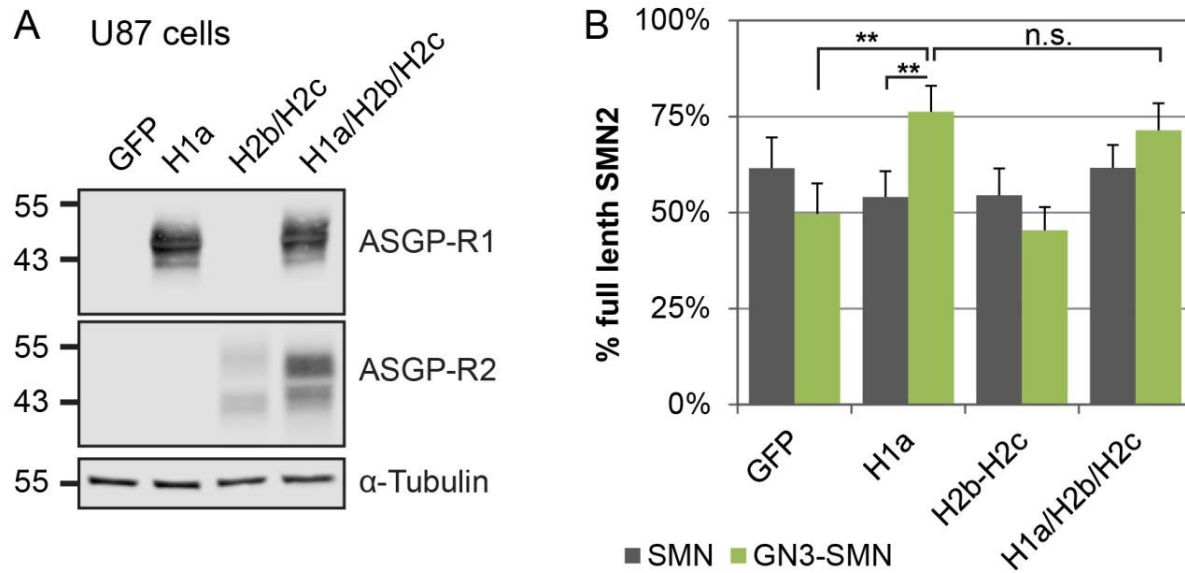 A
U87 cells
GFP
H1a
H2b/H2c
H1a/H2b/H2c
55
43
ASGP-R1
55
43
ASGP-R2
55
α-Tubulin
B
% full lenth SMN2
100%
75%
50%
25%
0%
**
**
n.s.
GFP
H1a
H2b-H2c
H1a/H2b/H2c
SMN
GN3-SMN